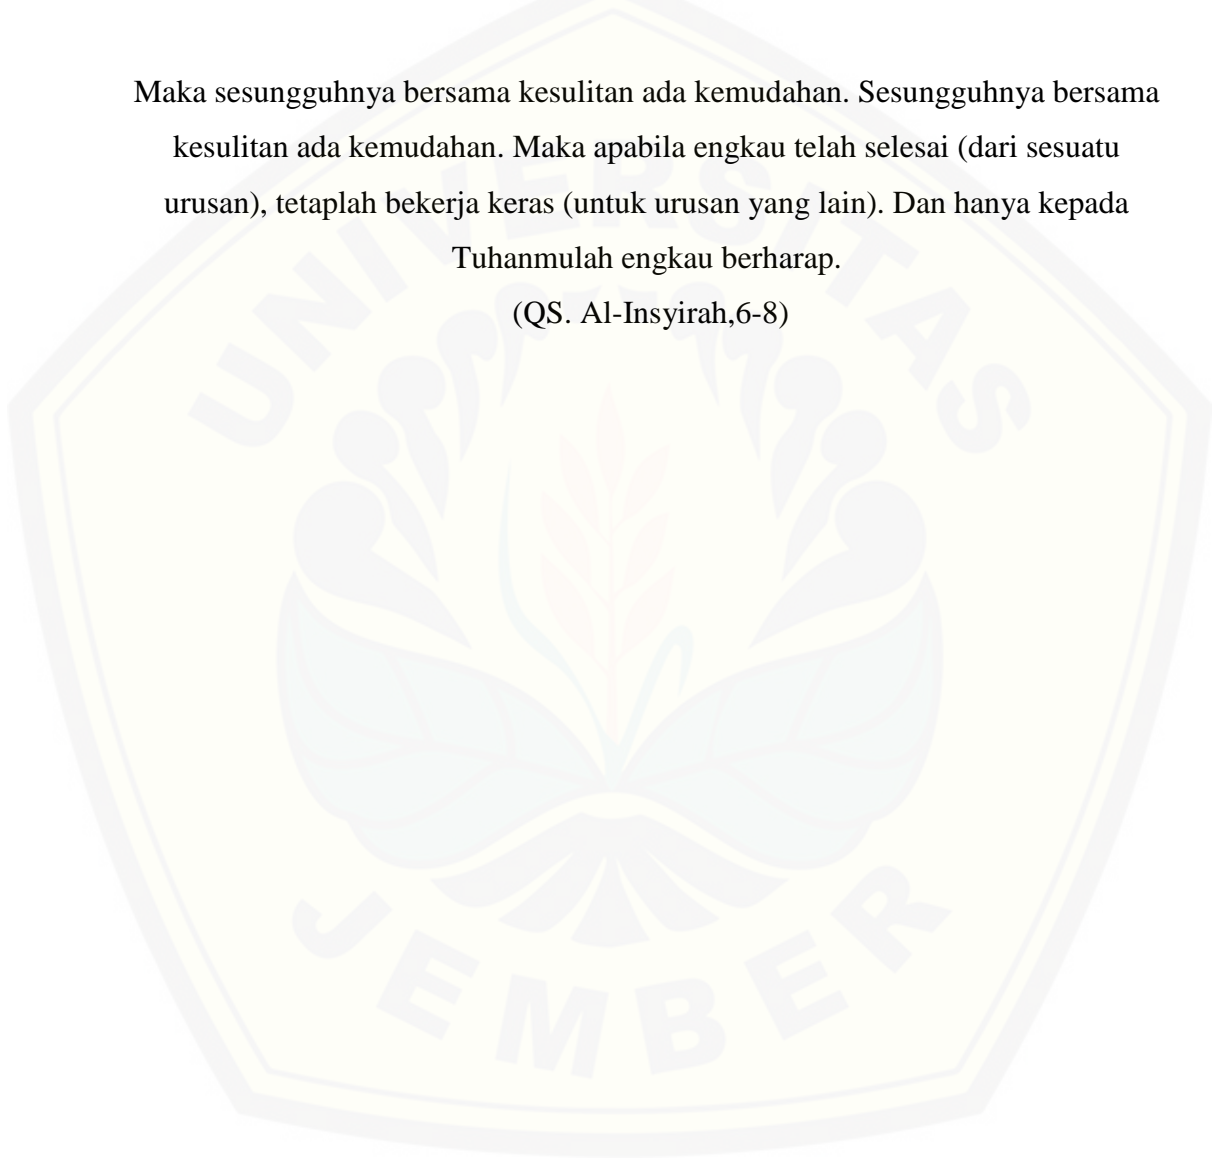 Maka sesungguhnya bersama kesulitan ada kemudahan. Sesungguhnya bersama
kesulitan ada kemudahan. Maka apabila engkau telah selesai (dari sesuatu
urusan), tetaplah bekerja keras (untuk urusan yang lain). Dan hanya kepada
Tuhanmulah engkau berharap.
(QS. Al-Insyirah,6-8)
UNIVERSITAS
JEMBER